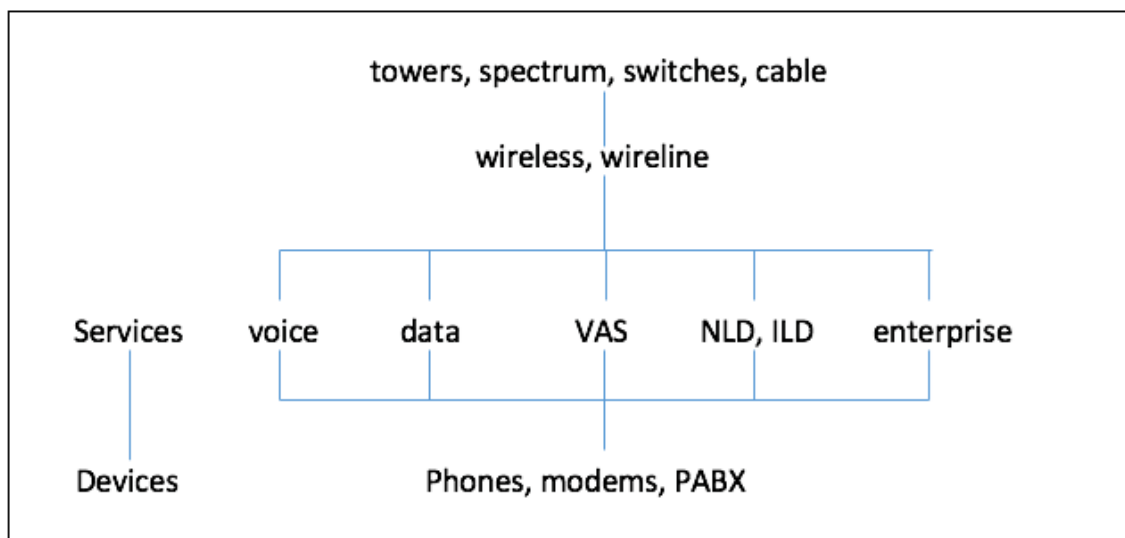 towers, spectrum, switches, cable
wireless, wireline
Services voice data VAS NLD, ILD enterprise
Devices Phones, modems, PABX